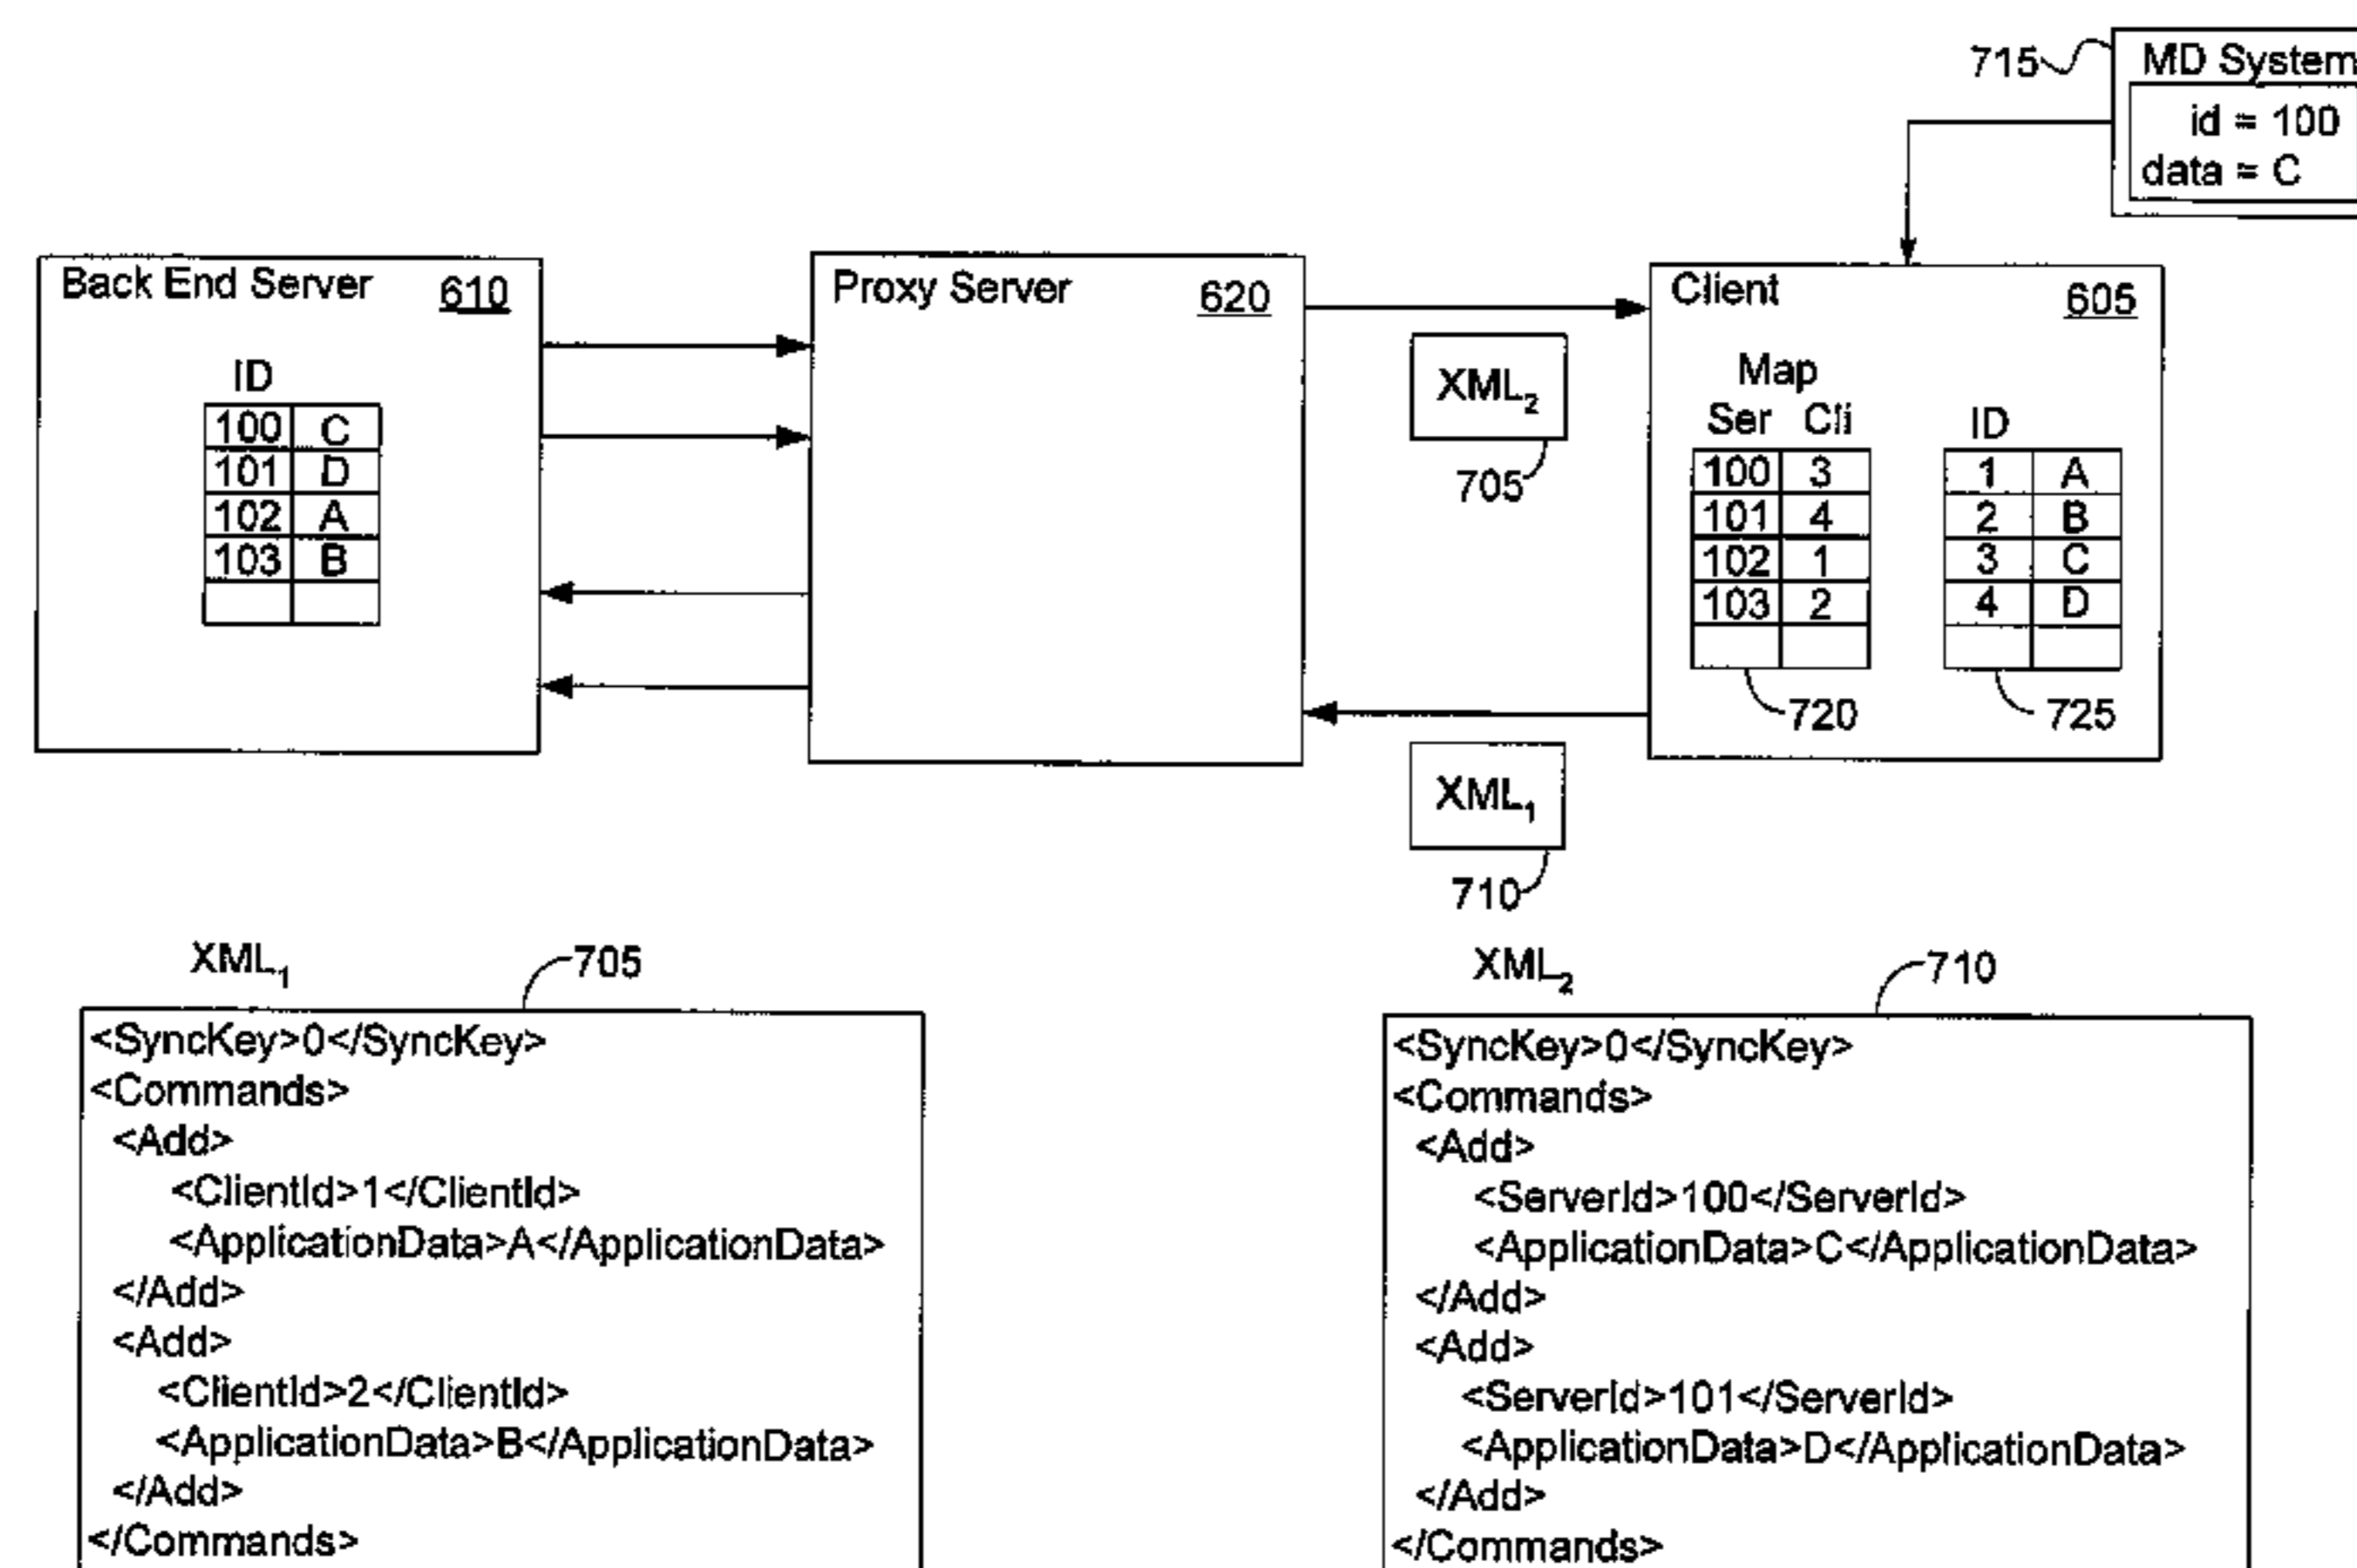 715
MD System
id = 100
data = C
Back End Server 610
ID
100 C
101 D
102 A
103 B
Proxy Server 620
XML2
705
XML1
710
Client 605
Map
Ser Cli
100 3
101 4
102 1
103 2
720
ID
1 A
2 B
3 C
4 D
725
XML1
705
<SyncKey>0</SyncKey>
<Commands>
<Add>
<ClientId>1</ClientId>
<ApplicationData>A</ApplicationData>
</Add>
<Add>
<ClientId>2</ClientId>
<ApplicationData>B</ApplicationData>
</Add>
</Commands>
XML2
710
<SyncKey>0</SyncKey>
<Commands>
<Add>
<ServerId>100</ServerId>
<ApplicationData>C</ApplicationData>
</Add>
<Add>
<ServerId>101</ServerId>
<ApplicationData>D</ApplicationData>
</Add>
</Commands>